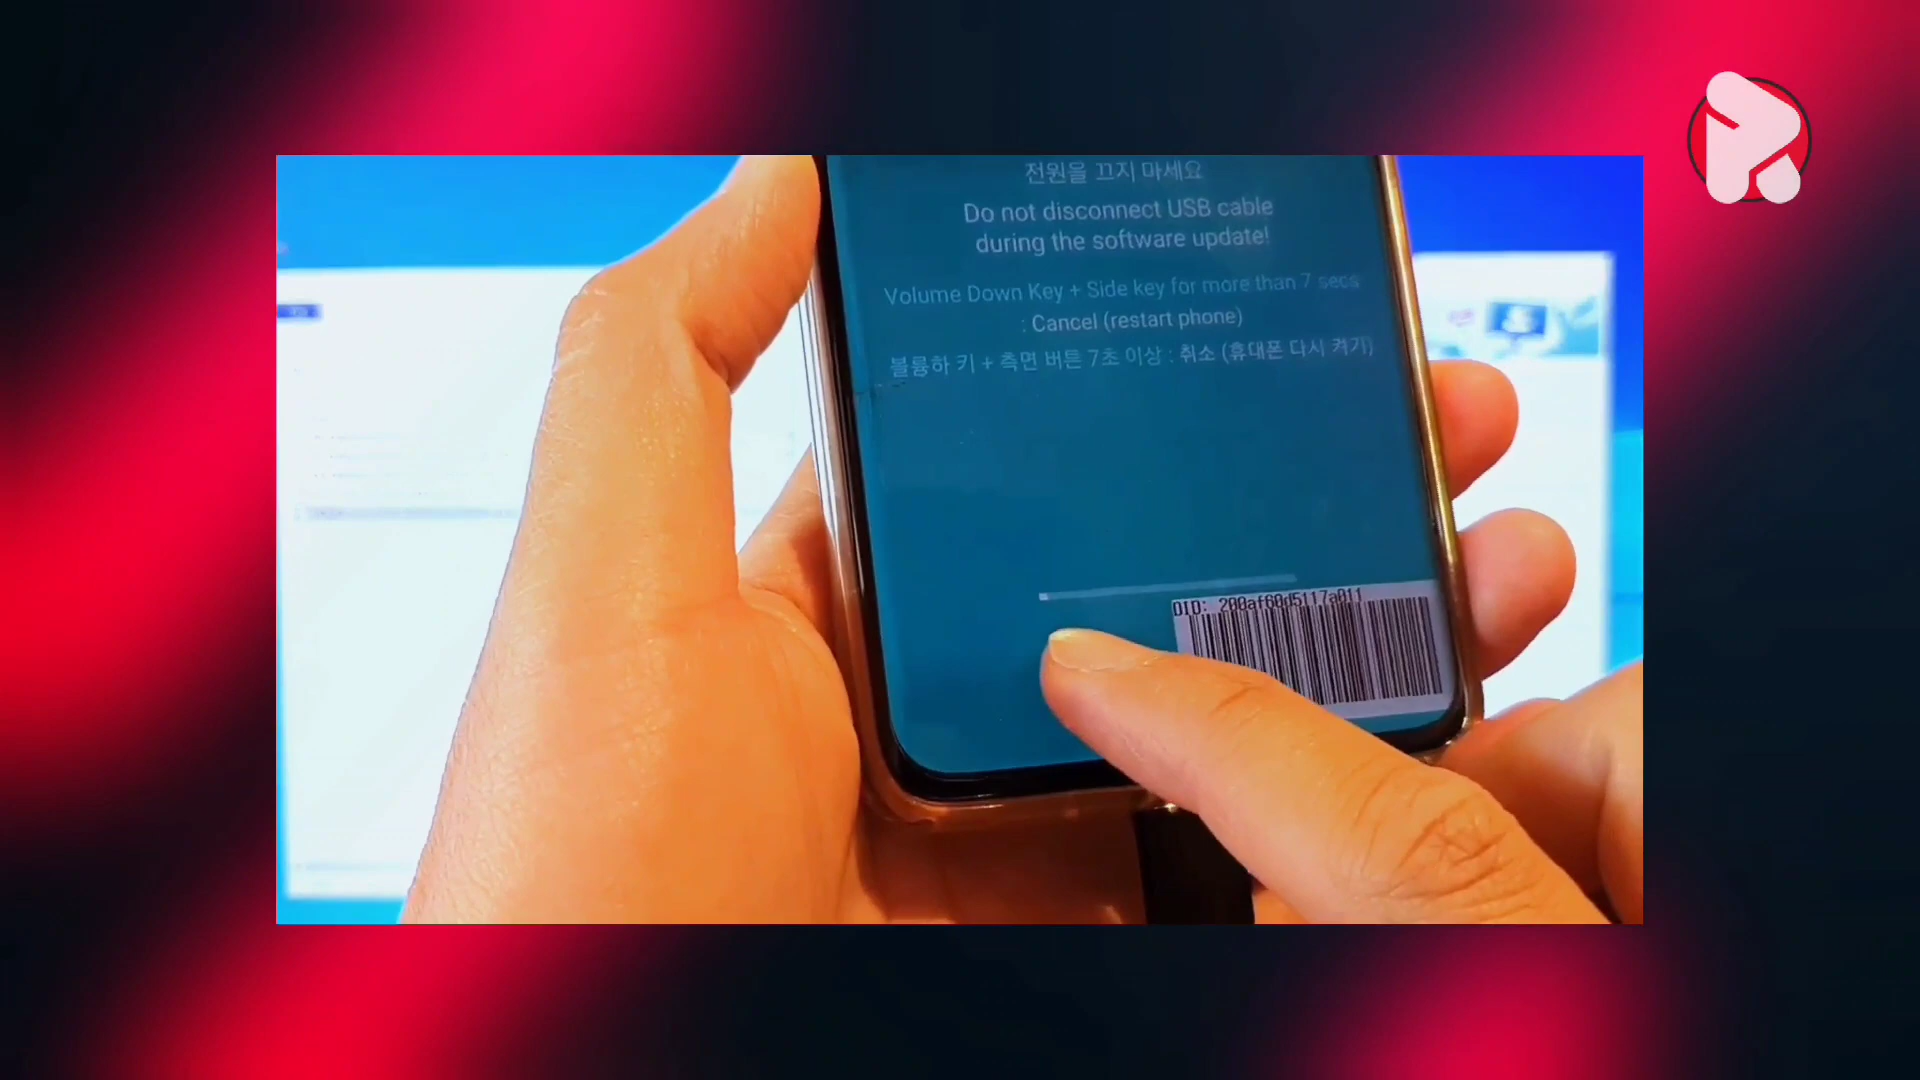 전원을 끄지 마세요
Do not disconnect USB cable
during the software update!
Volume Down Key + Side key for more than 7 secs
: Cancel (restart phone)
볼륨하 키 + 측면 버튼 7초 이상 : 취소 (휴대폰 다시 켜기)
DID: 200af60d5117a011